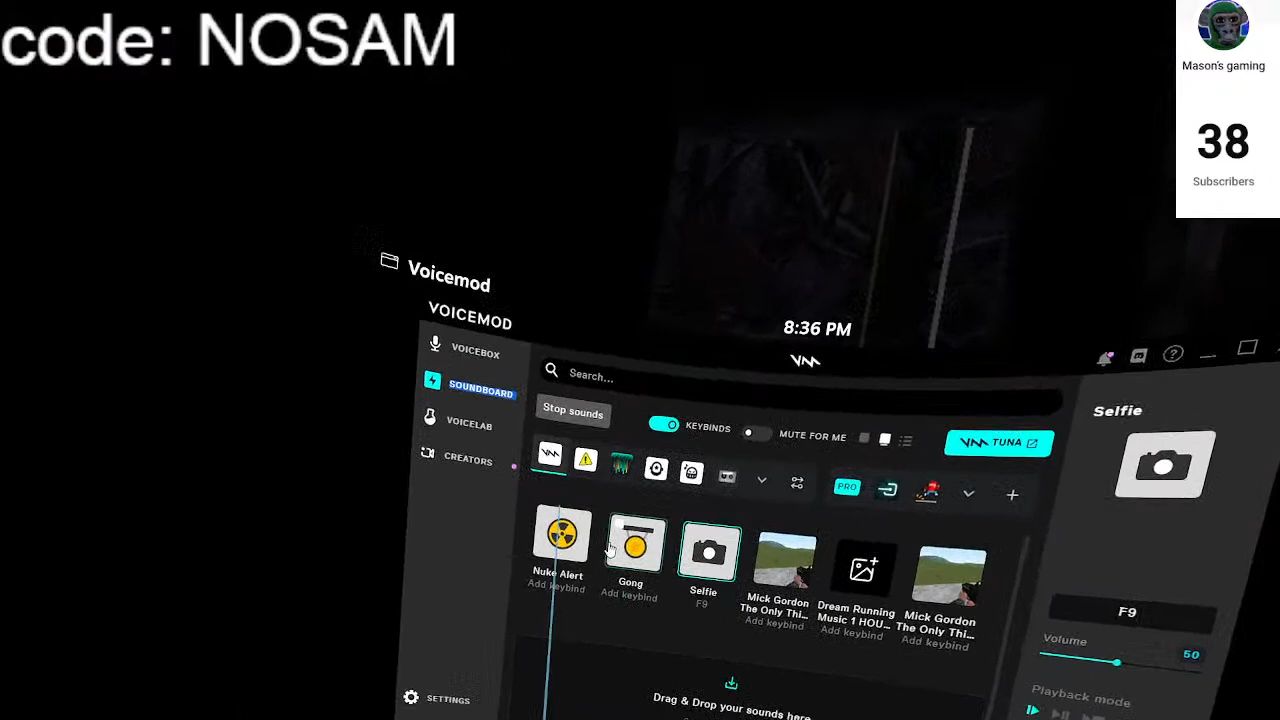 code: NOSAM
Mason's gaming
38
Subscribers
Voicemod
VOICEMOD
8:36 PM
VOICEBOX
SOUNDBOARD
VOICELAB
CREATORS
SETTINGS
Search...
Stop sounds
KEYBINDS
MUTE FOR ME
TUNA
PRO
Nuke Alert
Add keybind
Gong
Add keybind
Selfie
F9
Mick Gordon
The Only Thi...
Add keybind
Dream Running
Music 1 HOU...
Add keybind
Mick Gordon
The Only Thi...
Add keybind
Drag & Drop your sounds here
Selfie
F9
Volume
50
Playback mode